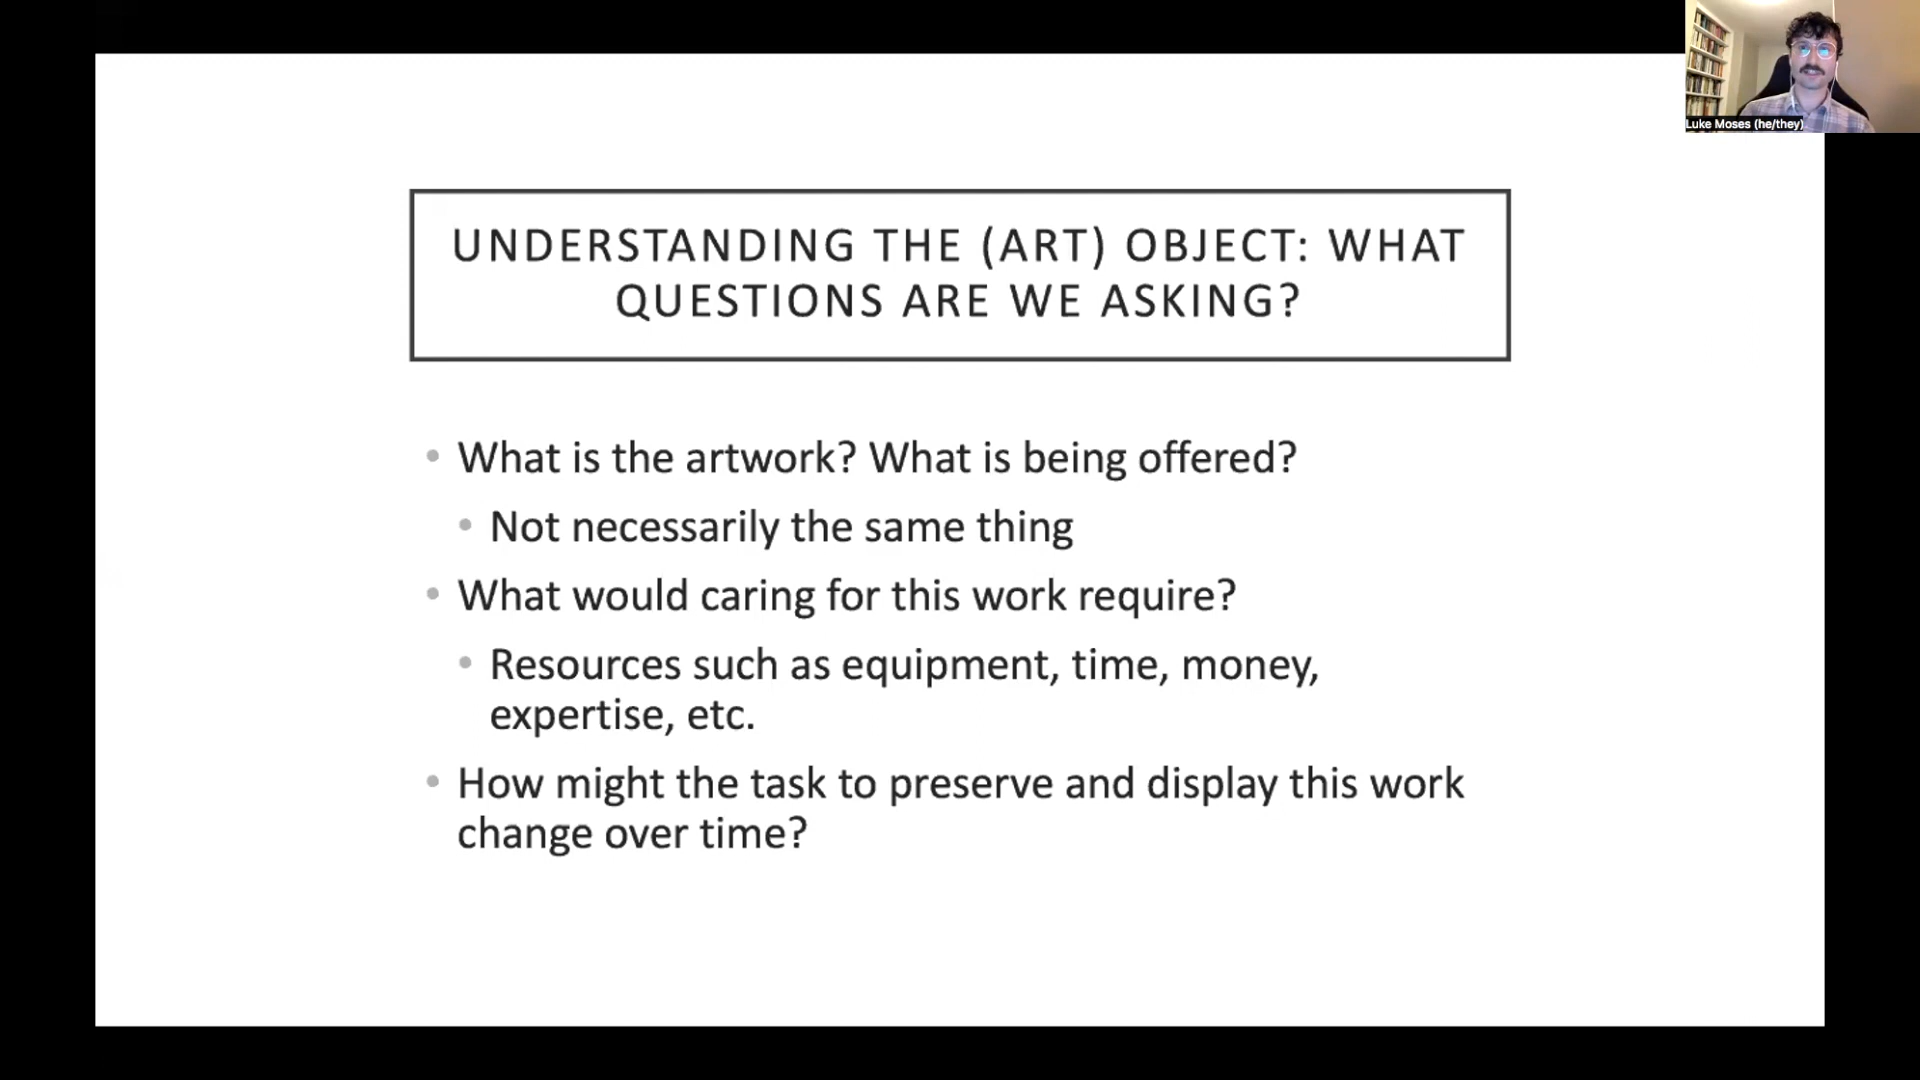 Luke Moses (he/they)
UNDERSTANDING THE (ART) OBJECT: WHAT
QUESTIONS ARE WE ASKING?
• What is the artwork? What is being offered?
• Not necessarily the same thing
• What would caring for this work require?
• Resources such as equipment, time, money,
expertise, etc.
• How might the task to preserve and display this work
change over time?